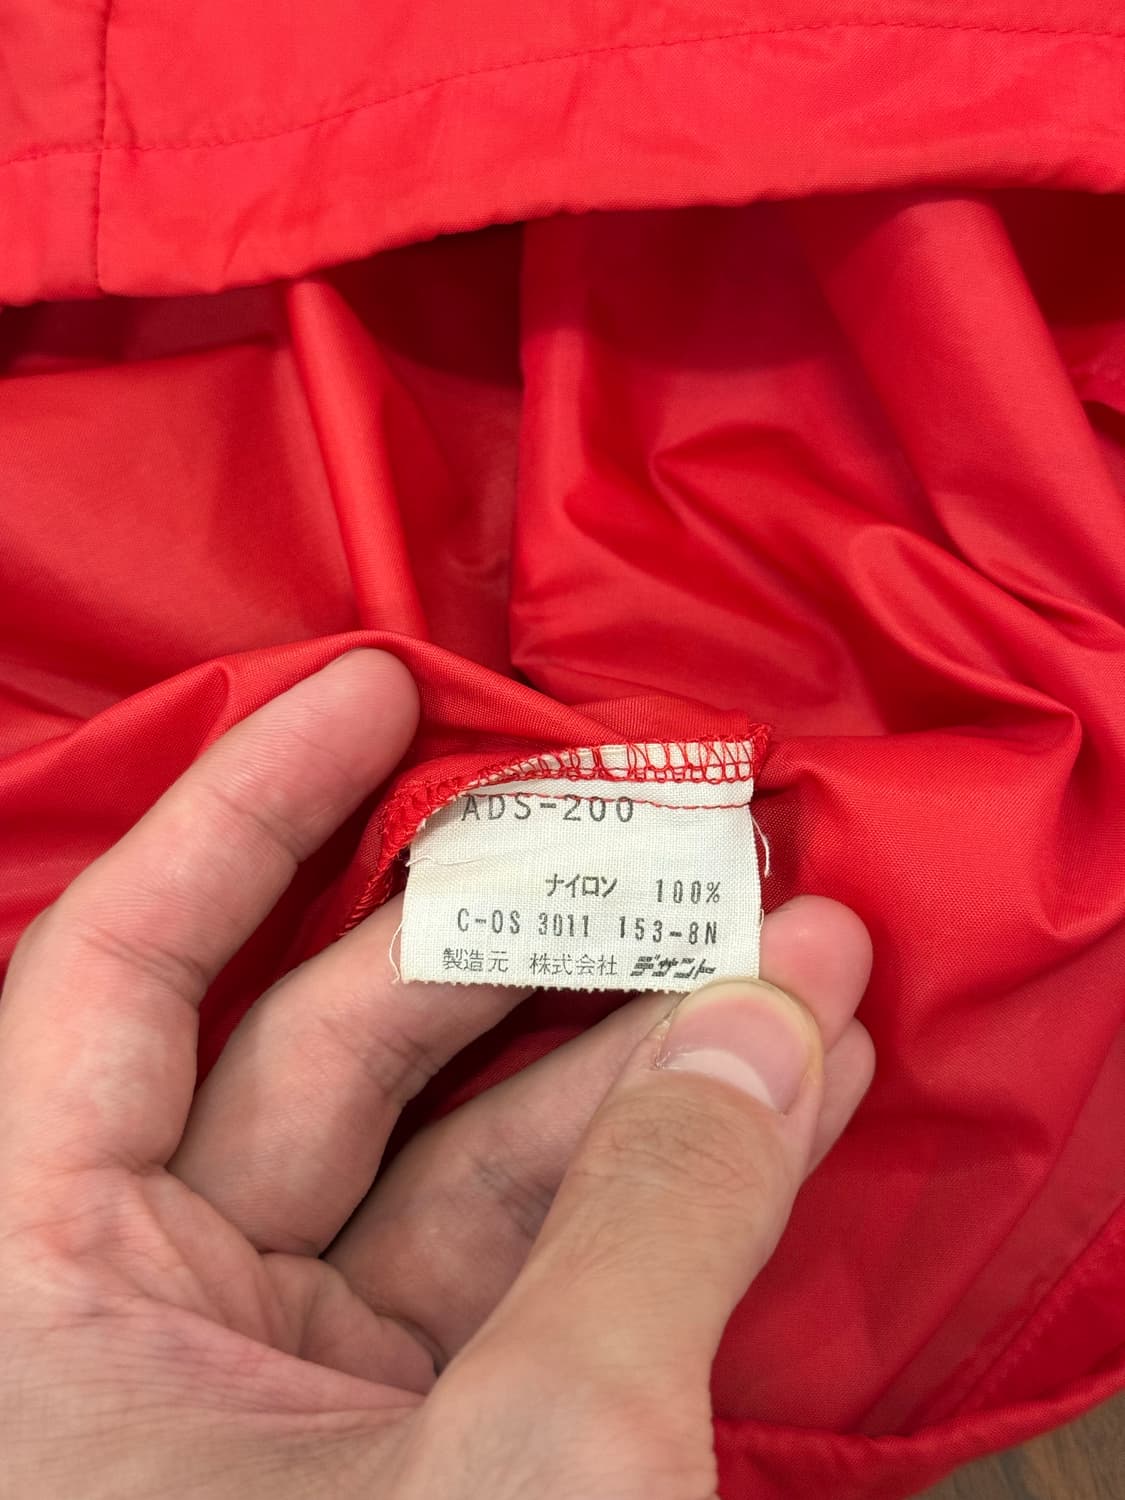 ADS-200
ナイロン 100%
C-OS 3011 153-8N
製造元 株式会社 デサント